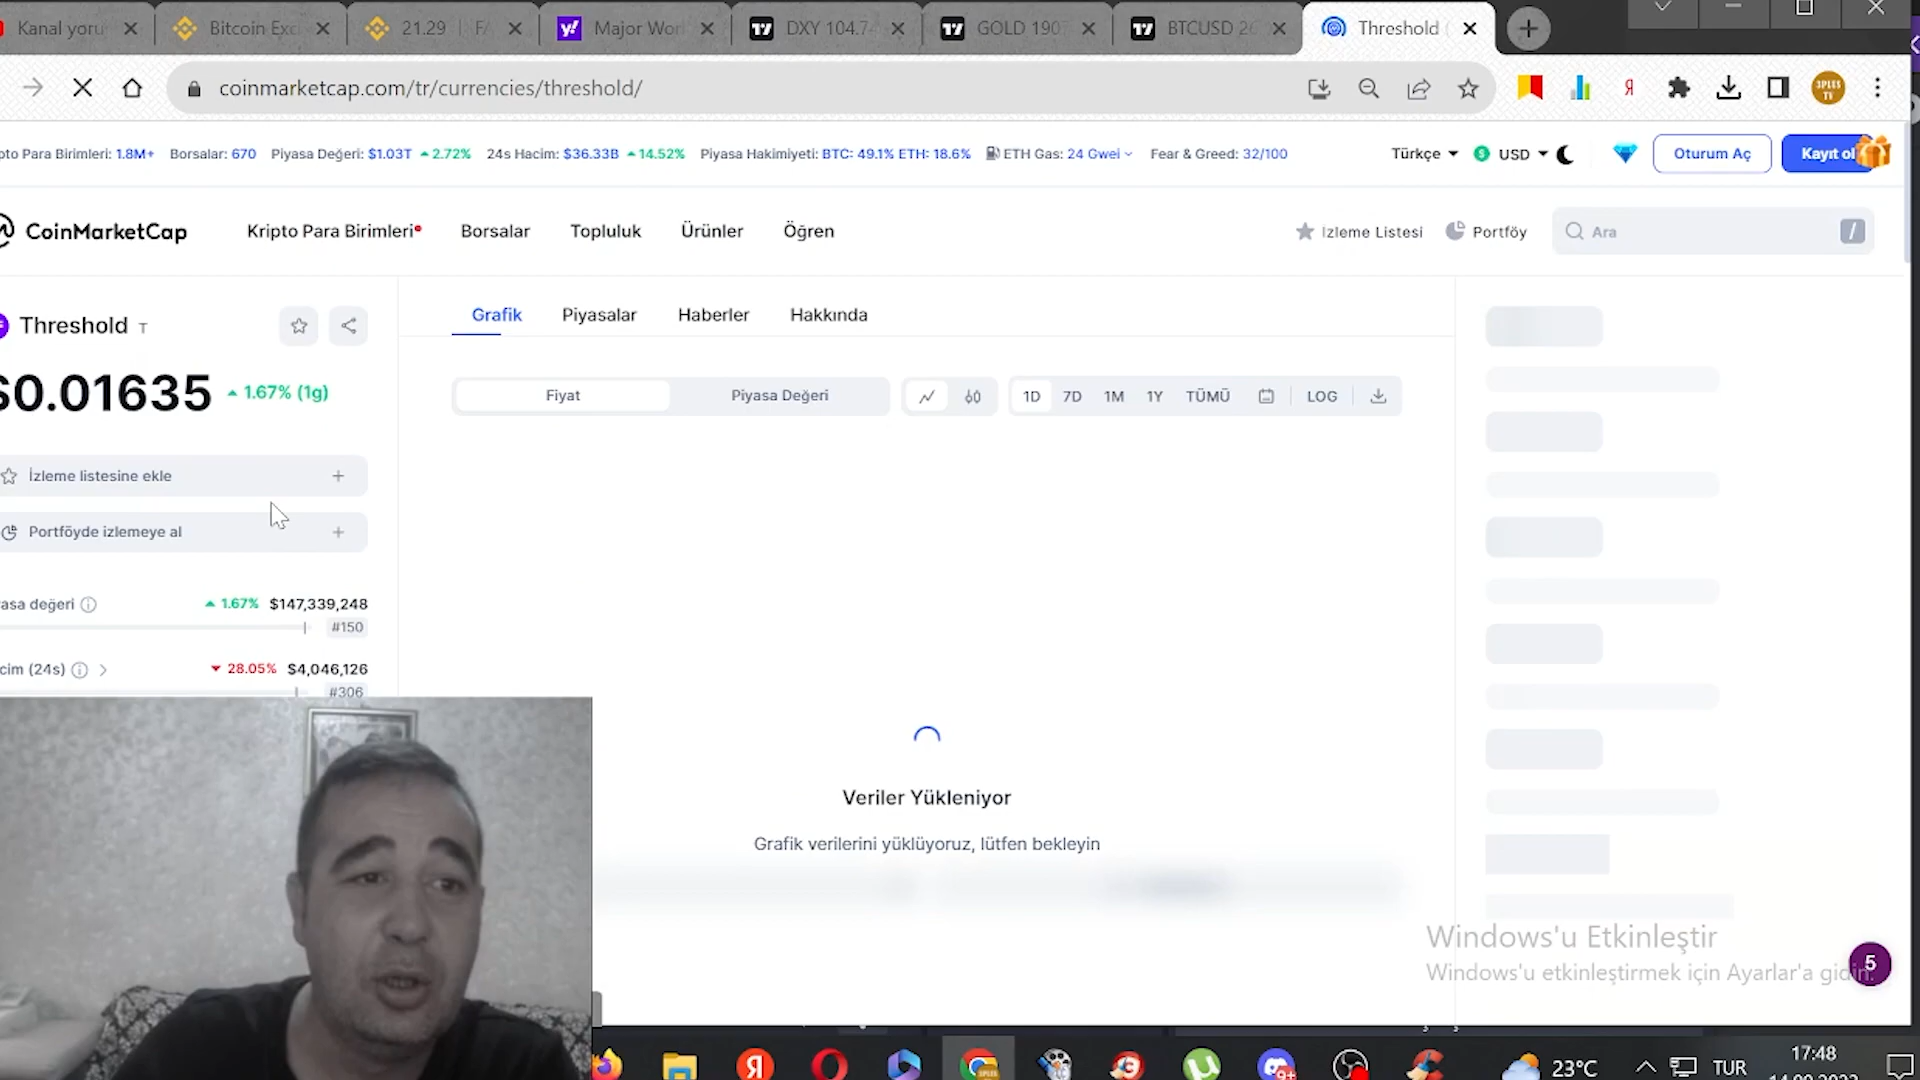 Kanal yoru
Bitcoin Exc
21.29
Major Wor
DXY 104.74
GOLD 190
BTCUSD 26
Threshold
coinmarketcap.com/tr/currencies/threshold/
Para Birimleri: 1.8M+ Borsalar: 670 Piyasa Değeri: $1.03T 2.72% 24s Hacim: $36.33B 14.52% Piyasa Hakimiyeti: BTC: 49.1% ETH: 18.6% ETH Gas: 24 Gwei Fear & Greed: 32/100
Türkçe USD Oturum Aç Kayıt ol
CoinMarketCap Kripto Para Birimleri Borsalar Topluluk Ürünler Öğren
İzleme Listesi Portföy Ara /
Threshold T
Grafik Piyasalar Haberler Hakkında
$0.01635 1.67% (1g)
Fiyat Piyasa Değeri 1D 7D 1M 1Y TÜMÜ LOG
İzleme listesine ekle +
Portföyde izlemeye al +
asa değeri 1.67% $147,339,248
#150
cim (24s) 28.05% $4,046,126
#306
Veriler Yükleniyor
Grafik verilerini yüklüyoruz, lütfen bekleyin
Windows'u Etkinleştir
Windows'u etkinleştirmek için Ayarlar'a gidin.
5
23°C TUR 17:48